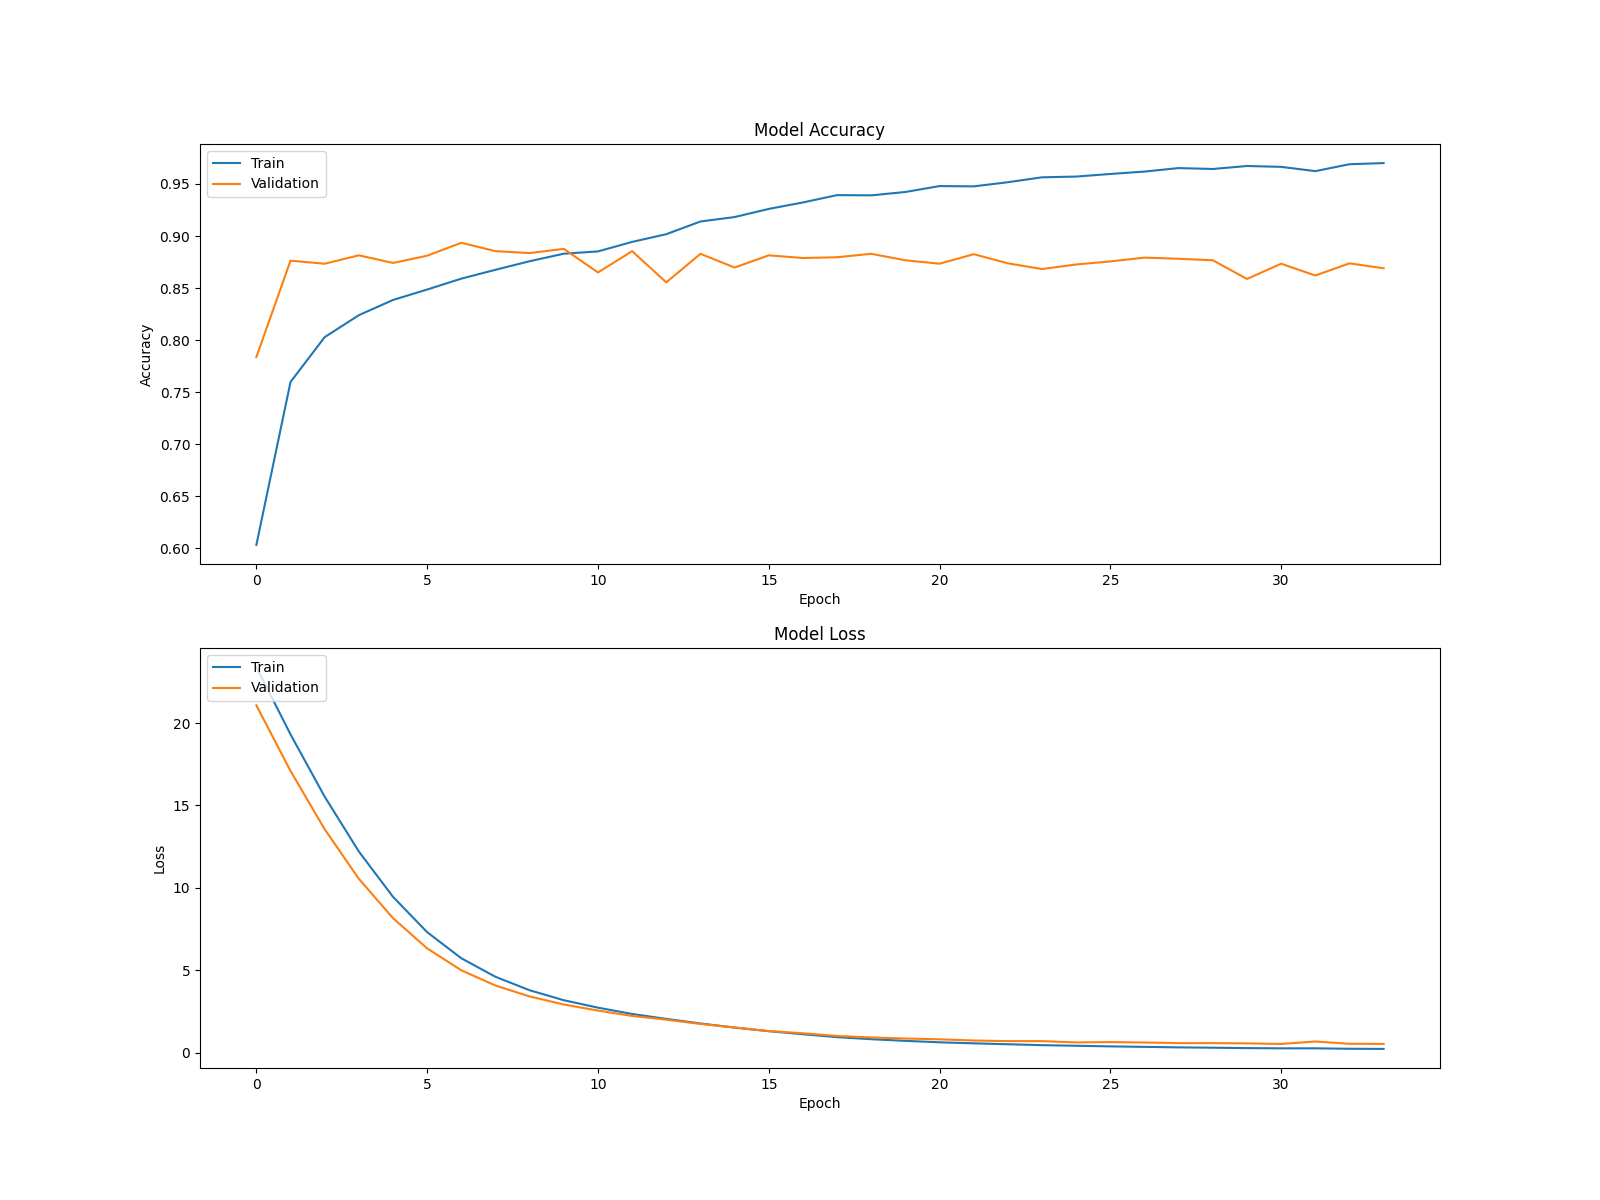 Model Accuracy
Train
Validation
0.95
0.90
0.85
0.80
0.75
0.70
0.65
0.60
Accuracy
0 5 10 15 20 25 30
Epoch
Model Loss
Train
Validation
20
15
10
5
0
Loss
0 5 10 15 20 25 30
Epoch